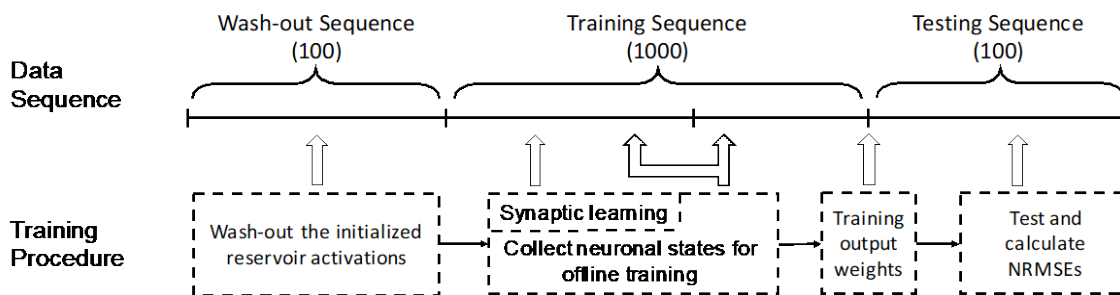 Wash-out Sequence
(100)
Training Sequence
(1000)
Testing Sequence
(100)
Data
Sequence
Training
Procedure
Wash-out the initialized
reservoir activations
Synaptic learning
Collect neuronal states for
offline training
Training
output
weights
Test and
calculate
NRMSEs